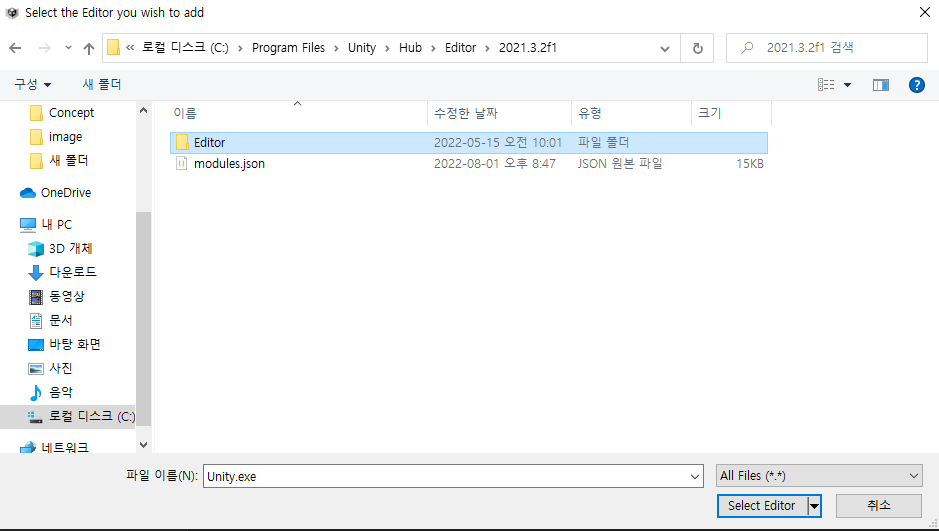 Select the Editor you wish to add
« 로컬 디스크 (C:) › Program Files › Unity › Hub › Editor › 2021.3.2f1
2021.3.2f1 검색
구성 새 폴더
이름 수정한 날짜 유형 크기
Editor 2022-05-15 오전 10:01 파일 폴더
modules.json 2022-08-01 오후 8:47 JSON 원본 파일 15KB
Concept
image
새 폴더
OneDrive
내 PC
3D 개체
다운로드
동영상
문서
바탕 화면
사진
음악
로컬 디스크 (C:)
네트워크
파일 이름(N): Unity.exe All Files (*.*)
Select Editor 취소